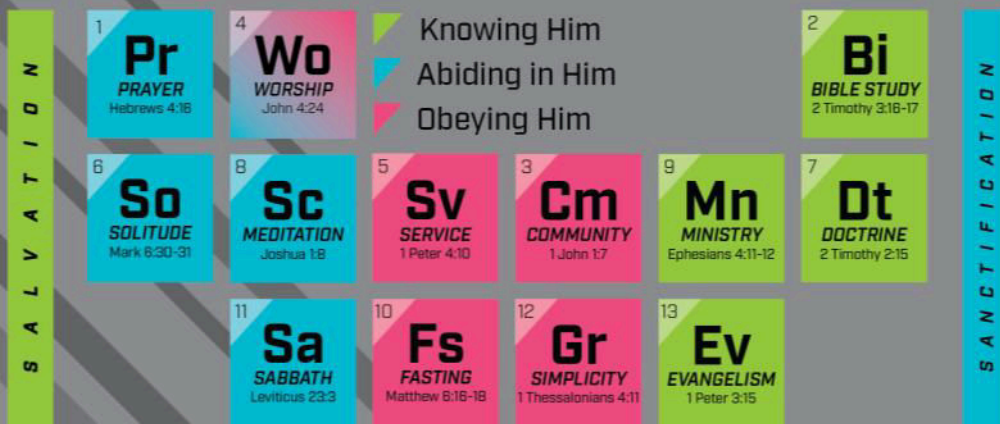 SALVATION
1
Pr
PRAYER
Hebrews 4:16
4
Wo
WORSHIP
John 4:24
Knowing Him
Abiding in Him
Obeying Him
2
Bi
BIBLE STUDY
2 Timothy 3:16-17
6
So
SOLITUDE
Mark 6:30-31
8
Sc
MEDITATION
Joshua 1:8
5
Sv
SERVICE
1 Peter 4:10
3
Cm
COMMUNITY
1 John 1:7
9
Mn
MINISTRY
Ephesians 4:11-12
7
Dt
DOCTRINE
2 Timothy 2:15
11
Sa
SABBATH
Leviticus 23:3
10
Fs
FASTING
Matthew 6:16-18
12
Gr
SIMPLICITY
1 Thessalonians 4:11
13
Ev
EVANGELISM
1 Peter 3:15
SANCTIFICATION